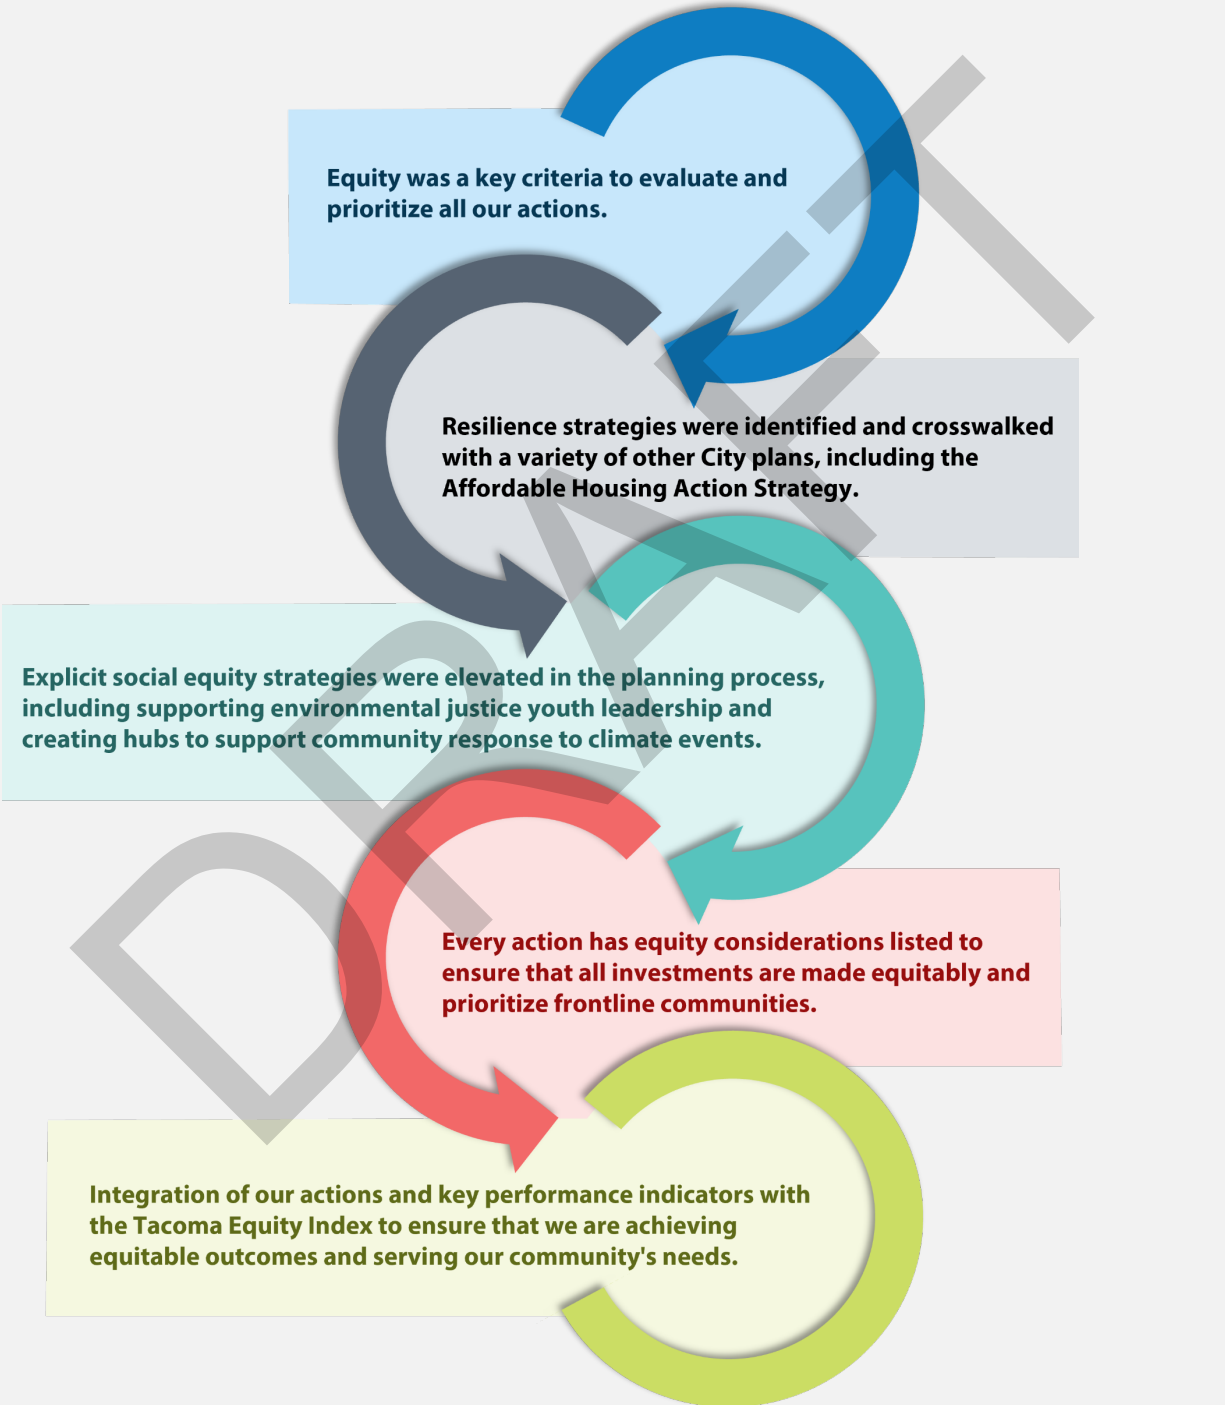 Equity was a key criteria to evaluate and
prioritize all our actions.
Resilience strategies were identified and crosswalked
with a variety of other City plans, including the
Affordable Housing Action Strategy.
Explicit social equity strategies were elevated in the planning process,
including supporting environmental justice youth leadership and
creating hubs to support community response to climate events.
Every action has equity considerations listed to
ensure that all investments are made equitably and
prioritize frontline communities.
Integration of our actions and key performance indicators with
the Tacoma Equity Index to ensure that we are achieving
equitable outcomes and serving our community's needs.
DRAFT